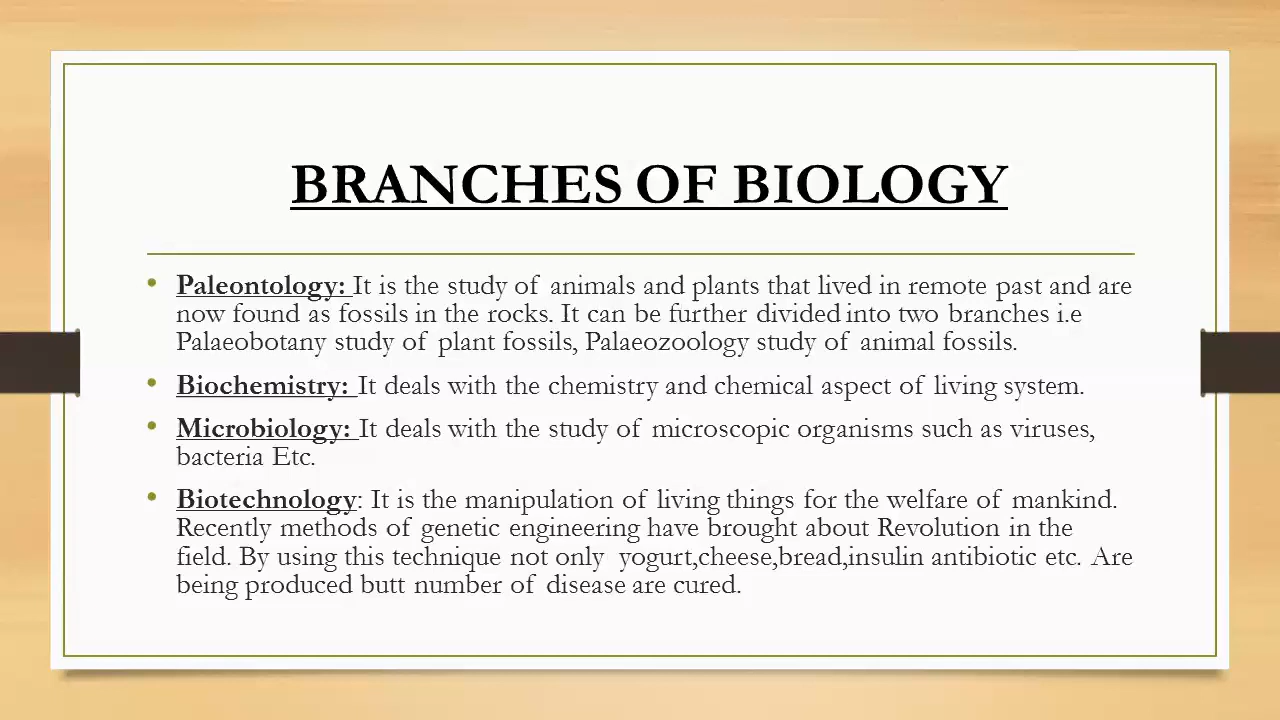 BRANCHES OF BIOLOGY
• Paleontology: It is the study of animals and plants that lived in remote past and are
now found as fossils in the rocks. It can be further divided into two branches i.e
Palaeobotany study of plant fossils, Palaeozoology study of animal fossils.
• Biochemistry: It deals with the chemistry and chemical aspect of living system.
• Microbiology: It deals with the study of microscopic organisms such as viruses,
bacteria Etc.
• Biotechnology: It is the manipulation of living things for the welfare of mankind.
Recently methods of genetic engineering have brought about Revolution in the
field. By using this technique not only yogurt,cheese,bread,insulin antibiotic etc. Are
being produced butt number of disease are cured.